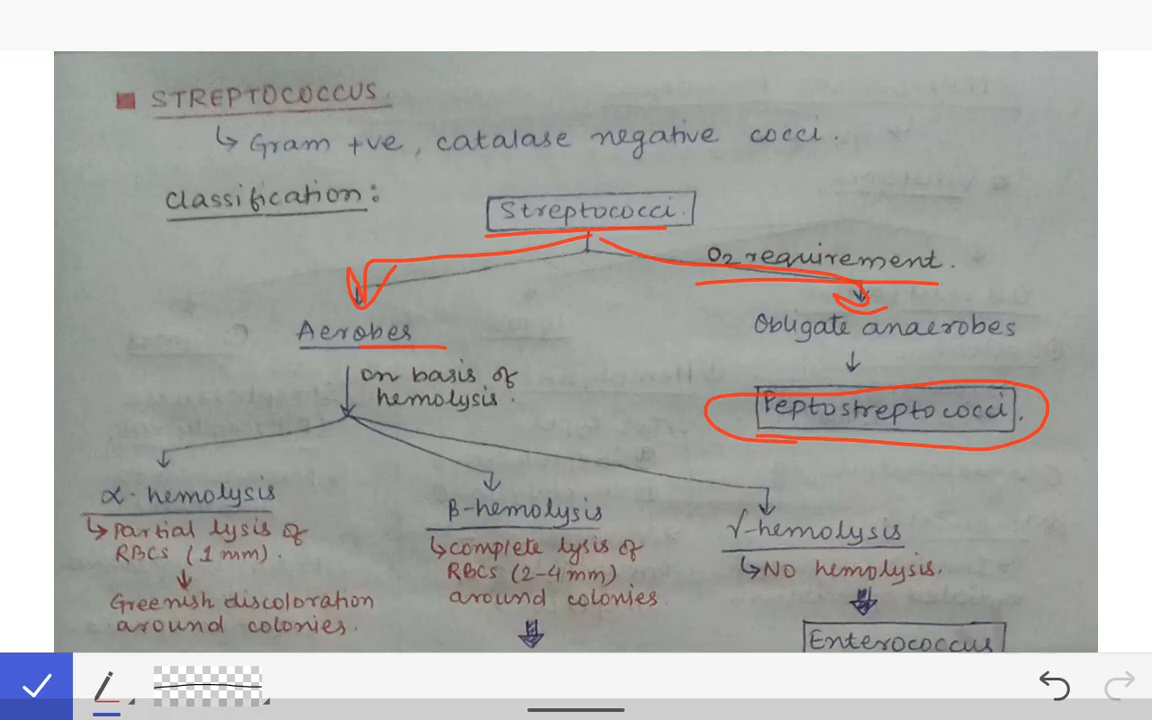 STREPTOCOCCUS.
↳ Gram +ve, catalase negative cocci.
Classification:
Streptococci.
O2 requirement.
Aerobes
Obligate anaerobes
on basis of
hemolysis.
Peptostreptococci.
α-hemolysis
↳ Partial lysis of
RBCs (1 mm).
Greenish discoloration
around colonies.
β-hemolysis
↳ complete lysis of
RBCs (2-4 mm)
around colonies
γ-hemolysis
↳ No hemolysis.
Enterococcus